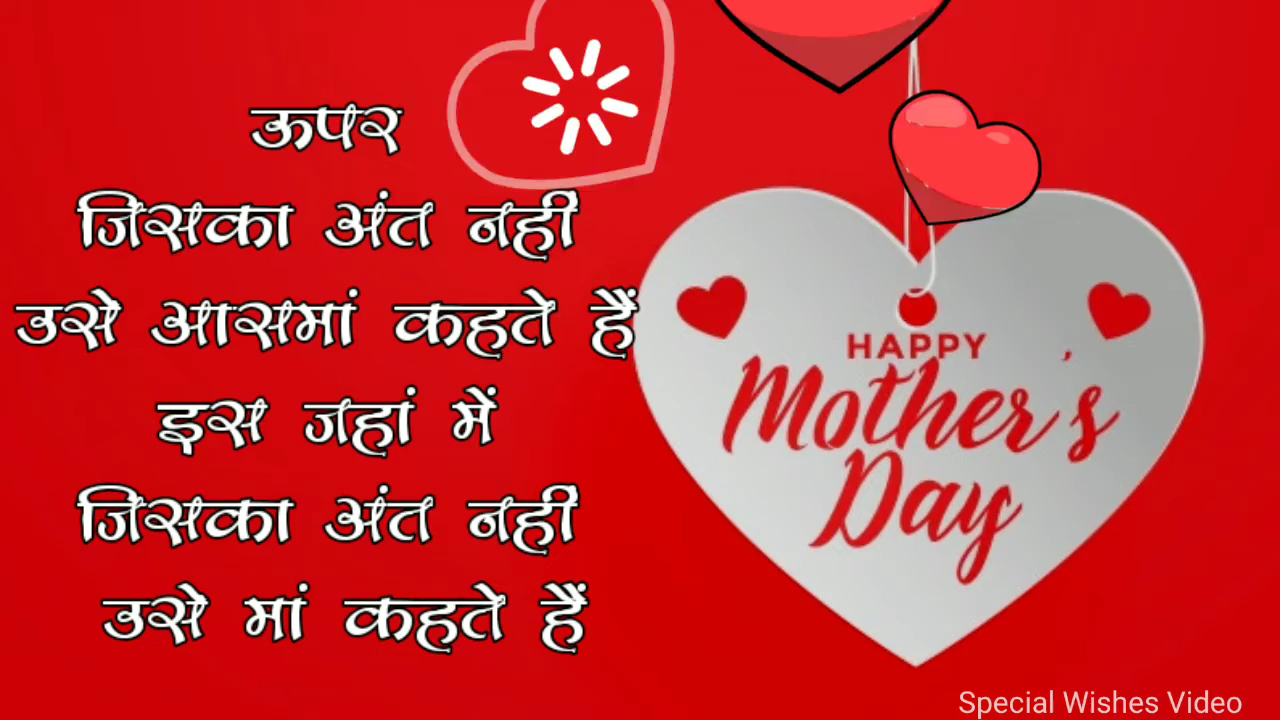 ऊपर
जिसका अंत नहीं
उसे आसमां कहते हैं
इस जहां में
जिसका अंत नहीं
उसे मां कहते हैं
HAPPY
Mother's
Day
Special Wishes Video